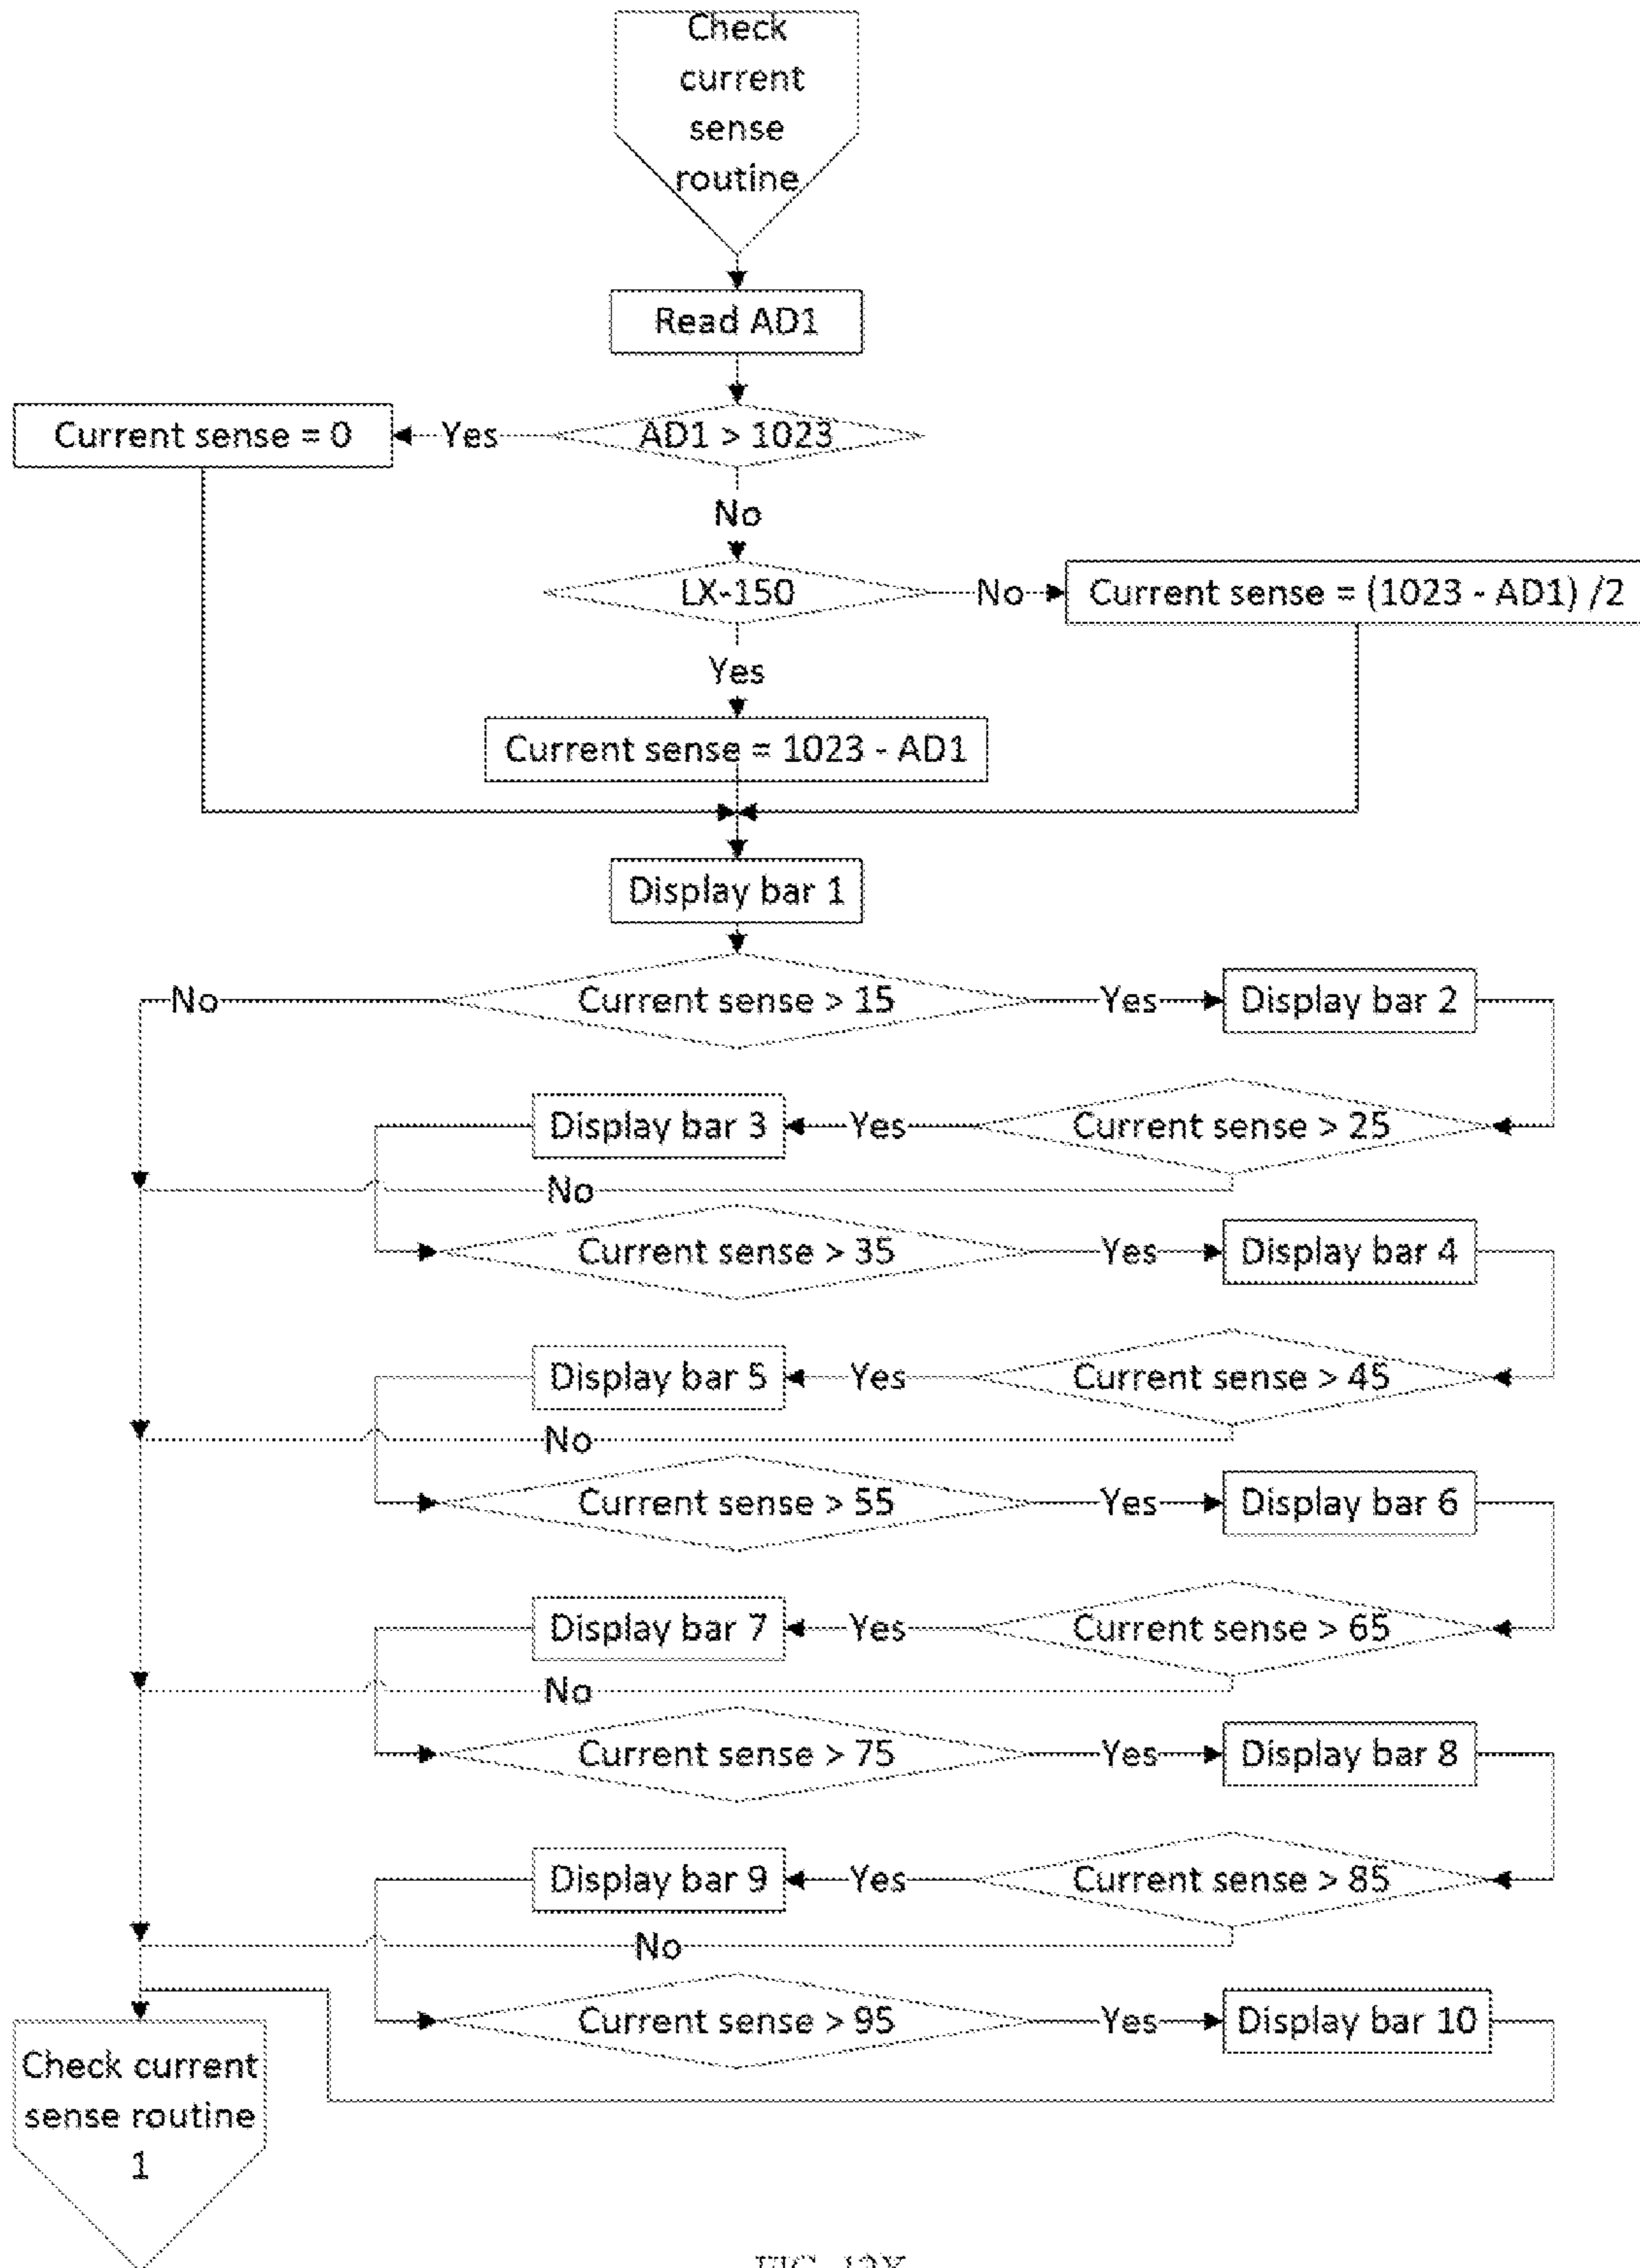 Check
current
sense
routine
Read AD1
Current sense = 0
Yes
AD1 > 1023
No
LX-150
No
Current sense = (1023 - AD1) /2
Yes
Current sense = 1023 - AD1
Display bar 1
No
Current sense > 15
Yes
Display bar 2
Display bar 3
Yes
Current sense > 25
No
Current sense > 35
Yes
Display bar 4
Display bar 5
Yes
Current sense > 45
No
Current sense > 55
Yes
Display bar 6
Display bar 7
Yes
Current sense > 65
No
Current sense > 75
Yes
Display bar 8
Display bar 9
Yes
Current sense > 85
No
Current sense > 95
Yes
Display bar 10
Check current
sense routine
1